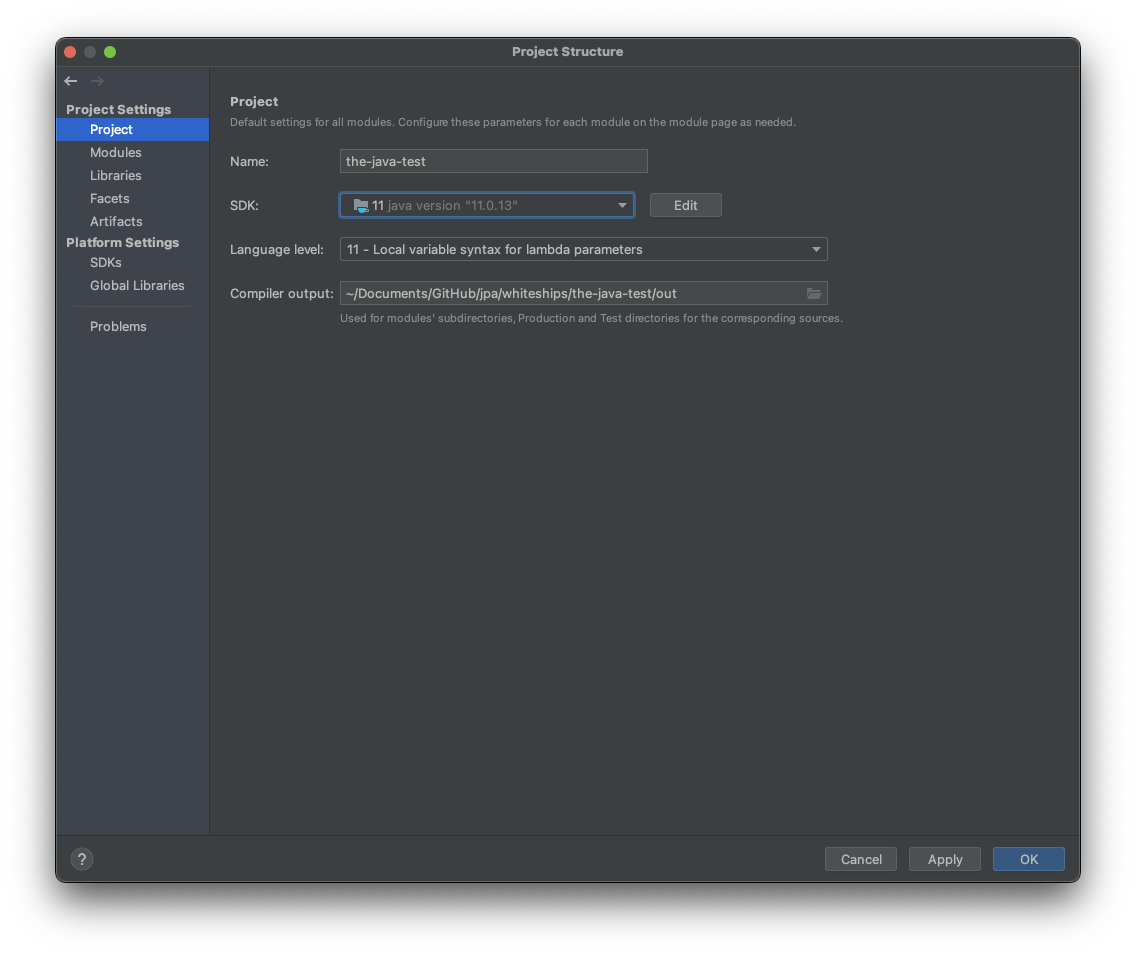 Project Structure
Project Settings
Project
Modules
Libraries
Facets
Artifacts
Platform Settings
SDKs
Global Libraries
Problems
Project
Default settings for all modules. Configure these parameters for each module on the module page as needed.
Name: the-java-test
SDK: 11 java version "11.0.13" Edit
Language level: 11 - Local variable syntax for lambda parameters
Compiler output: ~/Documents/GitHub/jpa/whiteships/the-java-test/out
Used for modules' subdirectories, Production and Test directories for the corresponding sources.
? Cancel Apply OK